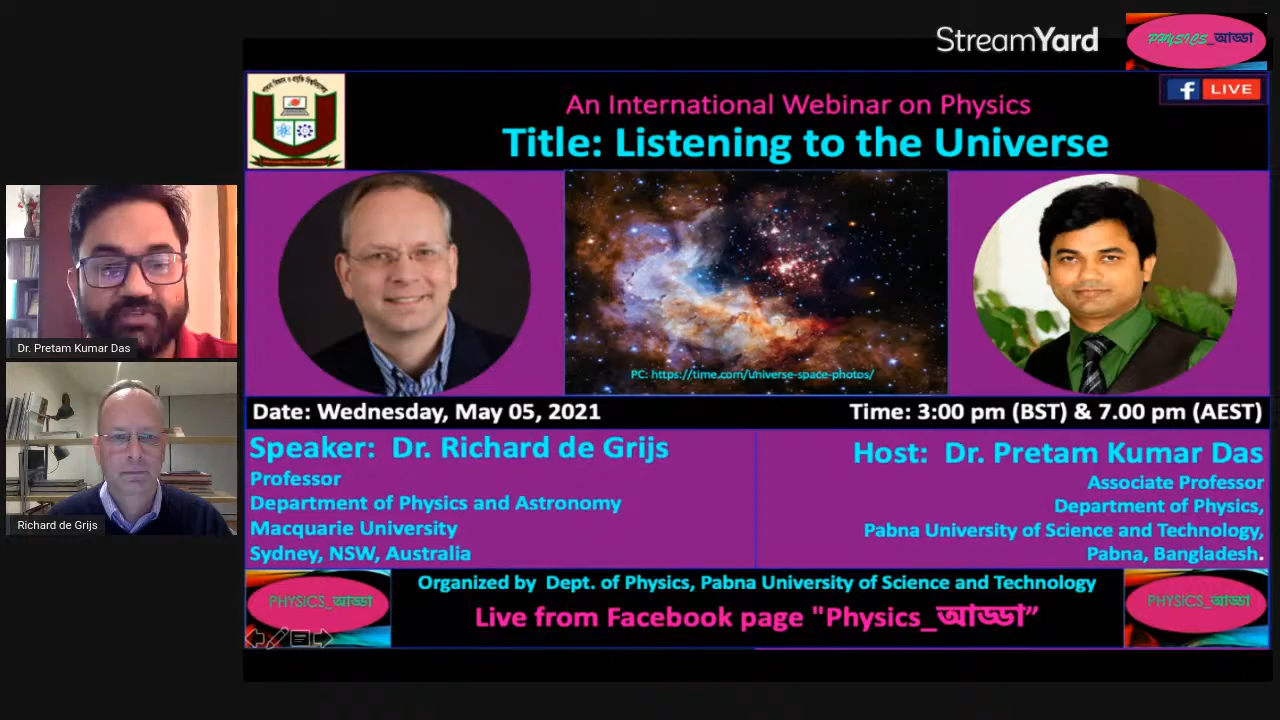 StreamYard
PHYSICS_আড্ডা
LIVE
An International Webinar on Physics
Title: Listening to the Universe
PC: https://time.com/universe-space-photos/
Dr. Pretam Kumar Das
Richard de Grijs
Date: Wednesday, May 05, 2021
Time: 3:00 pm (BST) & 7.00 pm (AEST)
Speaker: Dr. Richard de Grijs
Professor
Department of Physics and Astronomy
Macquarie University
Sydney, NSW, Australia
Host: Dr. Pretam Kumar Das
Associate Professor
Department of Physics,
Pabna University of Science and Technology,
Pabna, Bangladesh.
PHYSICS_আড্ডা
Organized by Dept. of Physics, Pabna University of Science and Technology
Live from Facebook page "Physics_আড্ডা”
PHYSICS_আড্ডা